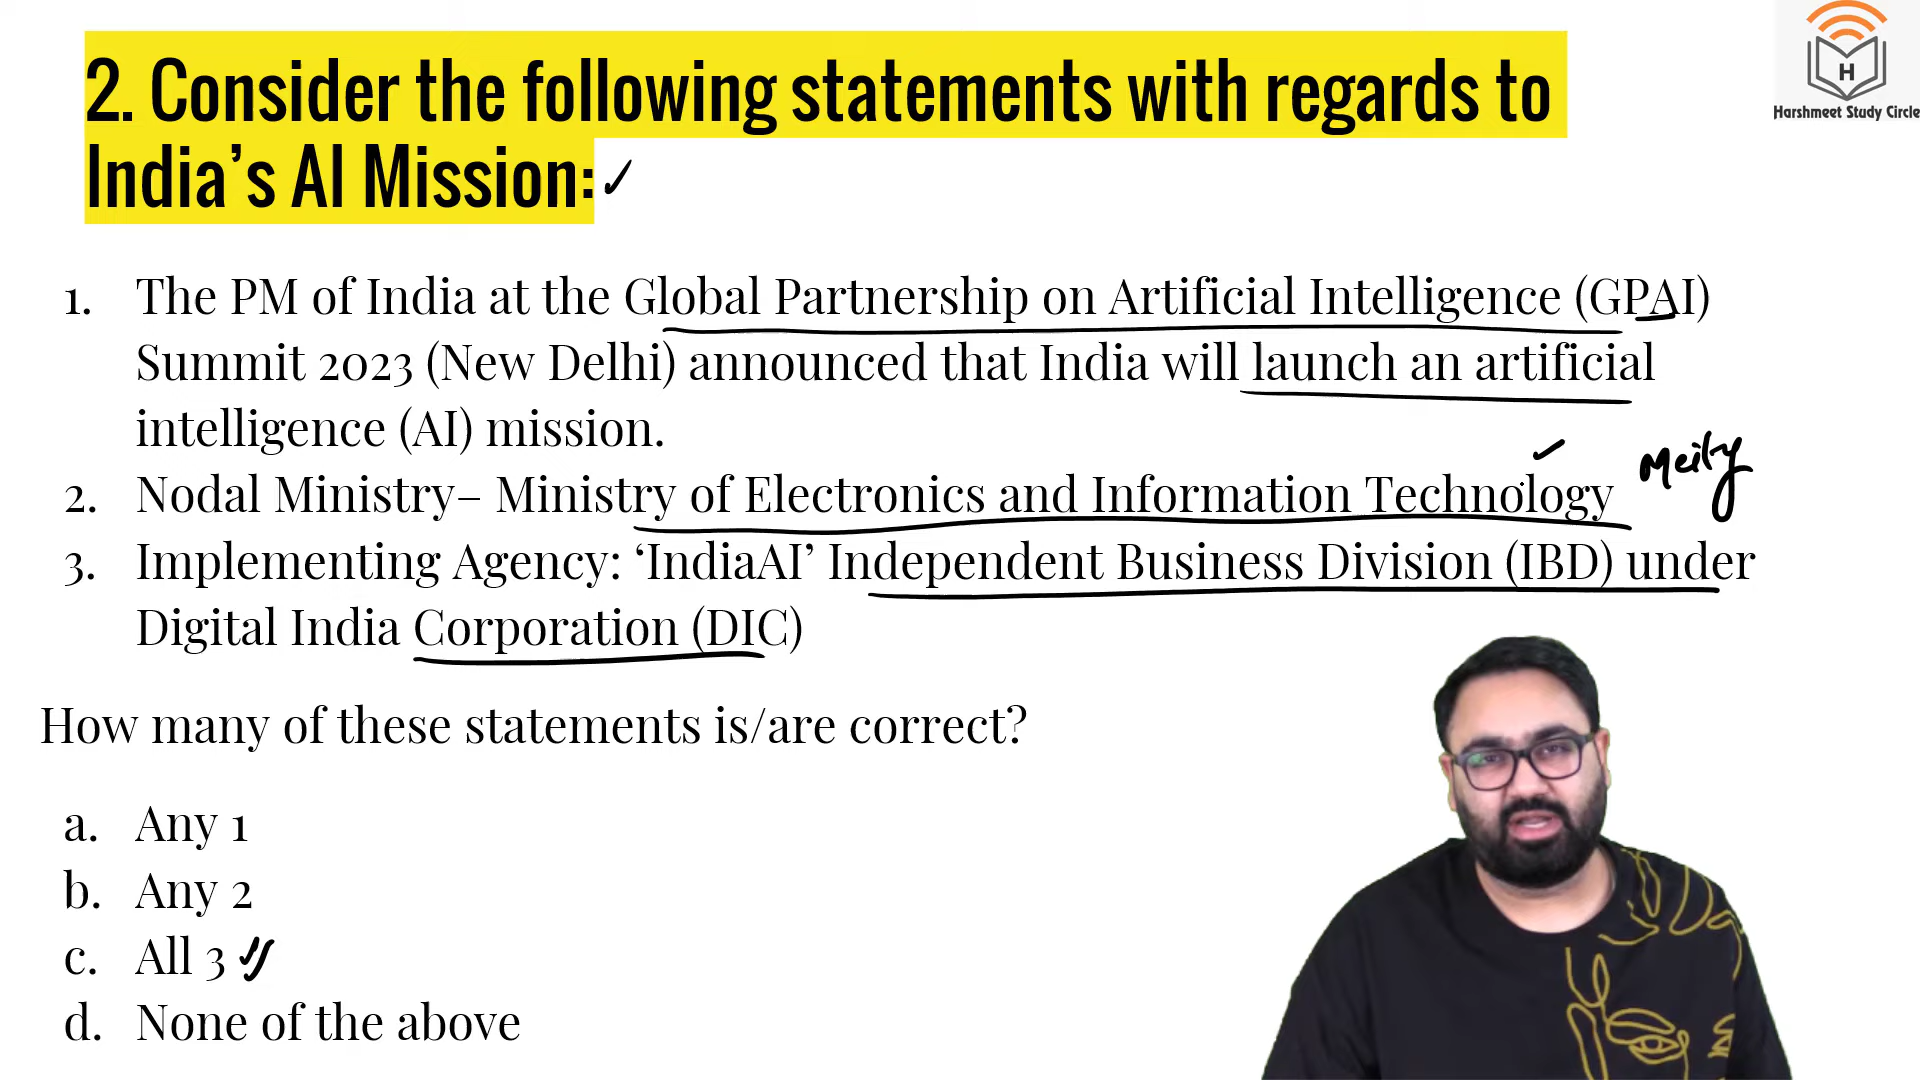 H
Harshmeet Study Circle
2. Consider the following statements with regards to
India’s AI Mission:
1. The PM of India at the Global Partnership on Artificial Intelligence (GPAI)
Summit 2023 (New Delhi) announced that India will launch an artificial
intelligence (AI) mission.
2. Nodal Ministry– Ministry of Electronics and Information Technology
Meity
3. Implementing Agency: ‘IndiaAI’ Independent Business Division (IBD) under
Digital India Corporation (DIC)
How many of these statements is/are correct?
a. Any 1
b. Any 2
c. All 3
d. None of the above